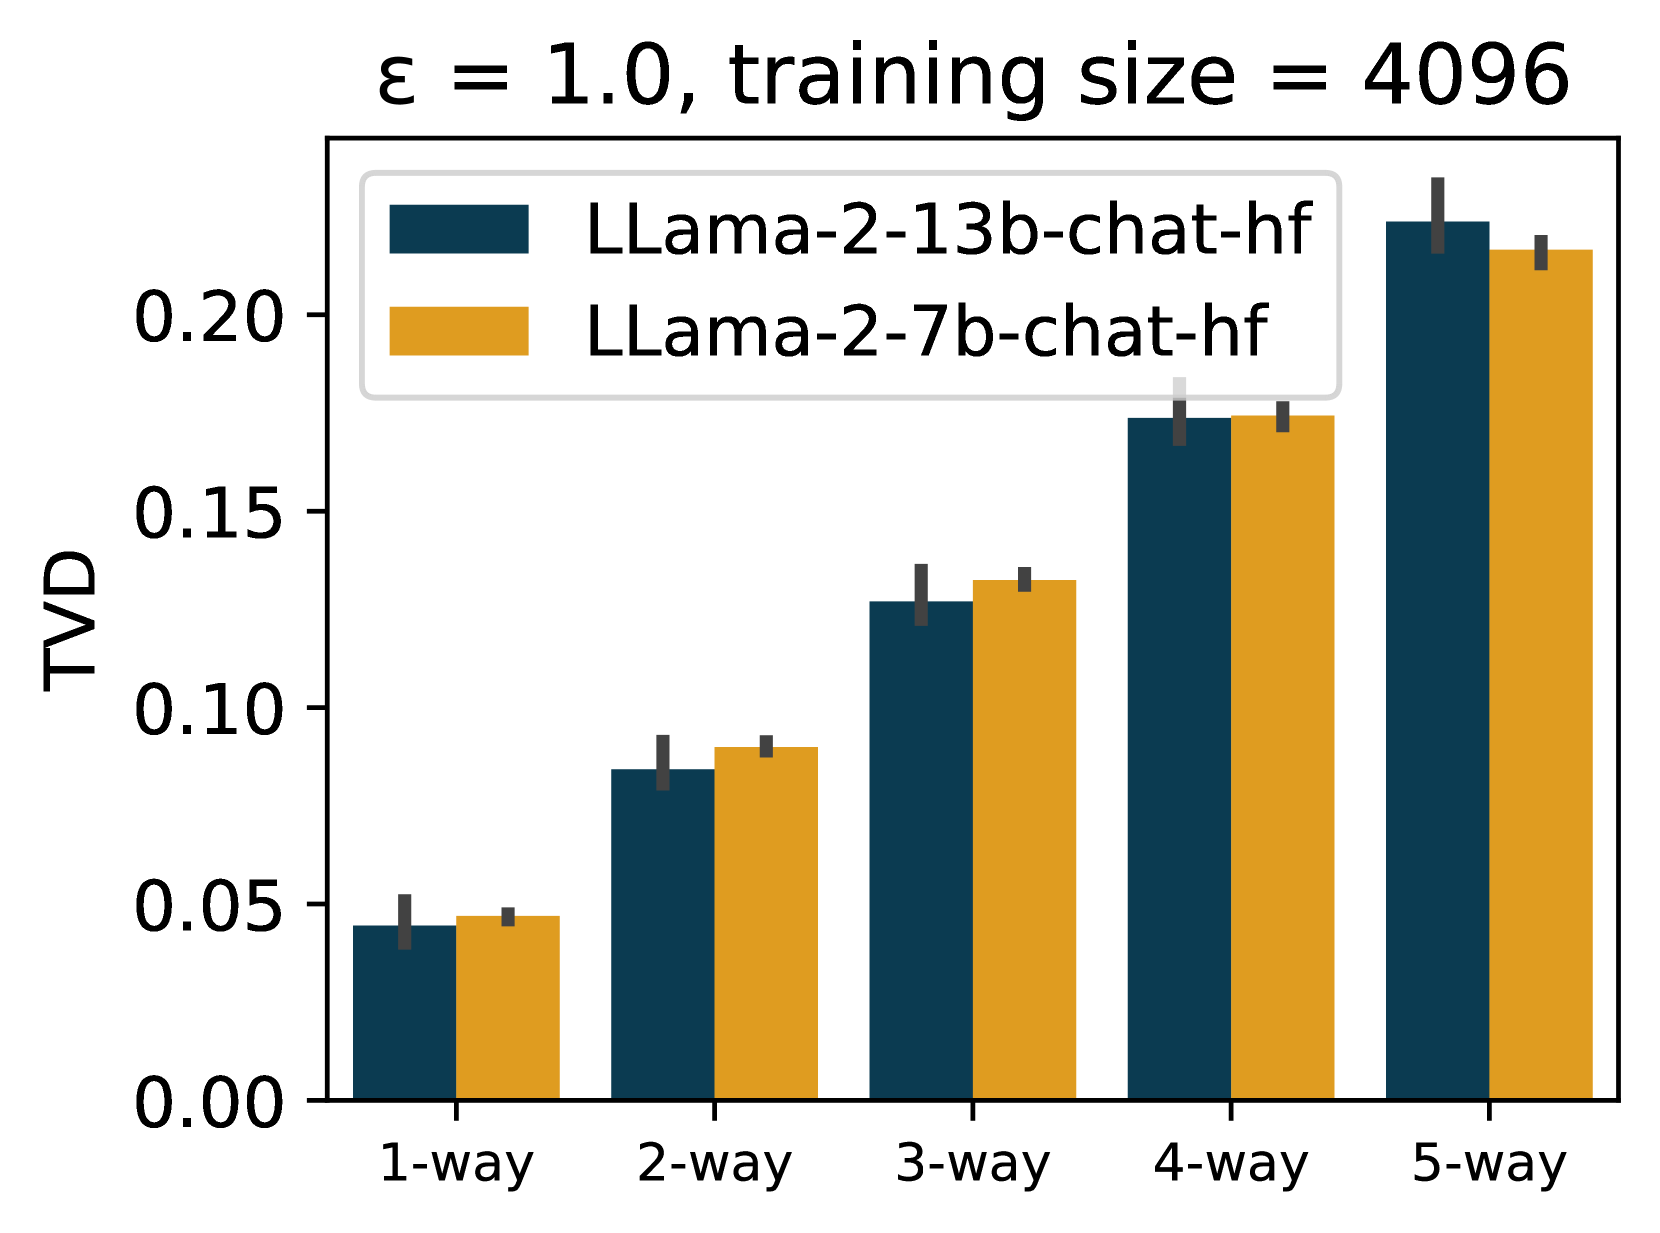 ε = 1.0, training size = 4096
LLama-2-13b-chat-hf
LLama-2-7b-chat-hf
TVD
0.20
0.15
0.10
0.05
0.00
1-way 2-way 3-way 4-way 5-way